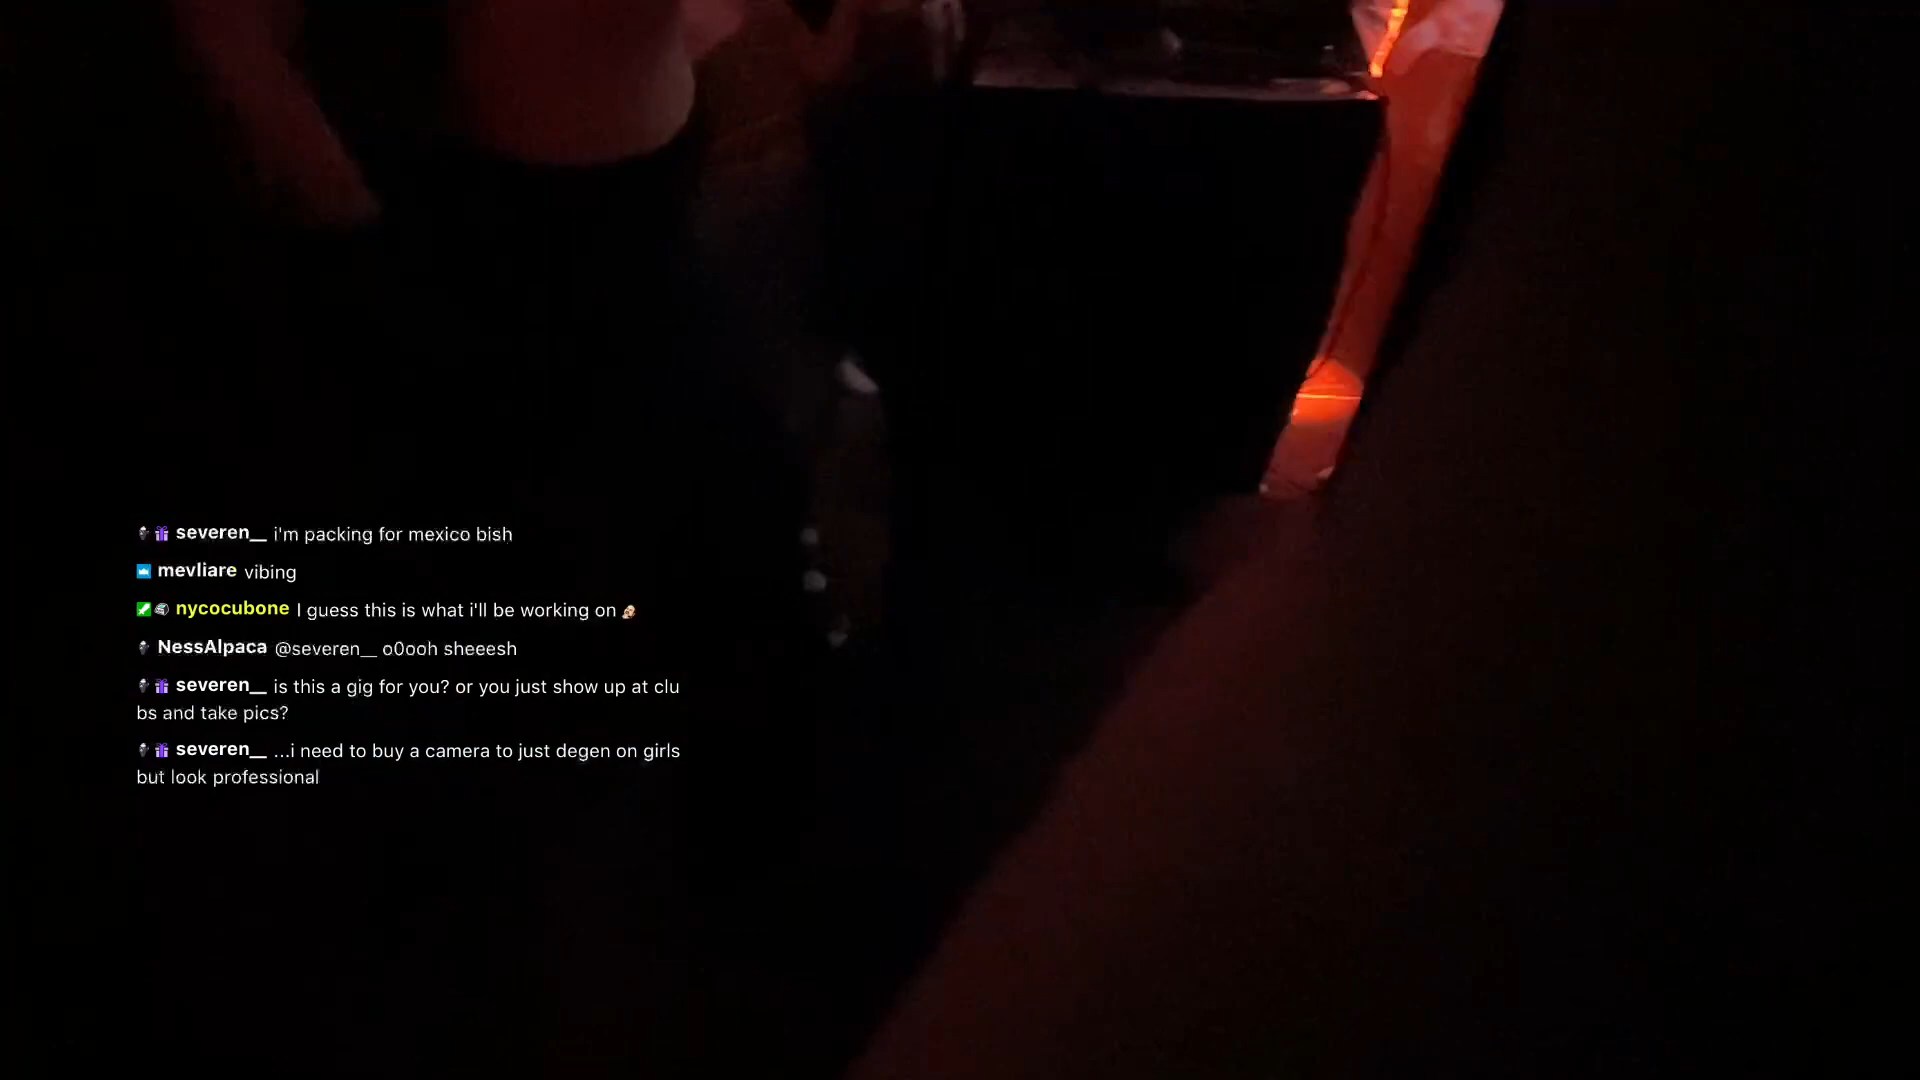 severen__ i'm packing for mexico bish
mevliare vibing
nycocubone I guess this is what i'll be working on
NessAlpaca @severen__ o0ooh sheeesh
severen__ is this a gig for you? or you just show up at clu
bs and take pics?
severen__ ...i need to buy a camera to just degen on girls
but look professional